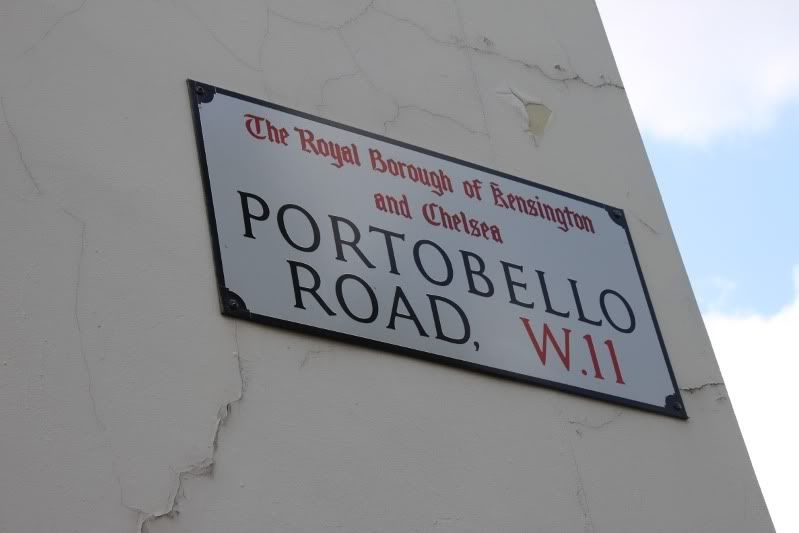 The Royal Borough of Kensington
and Chelsea
PORTOBELLO
ROAD, W.11